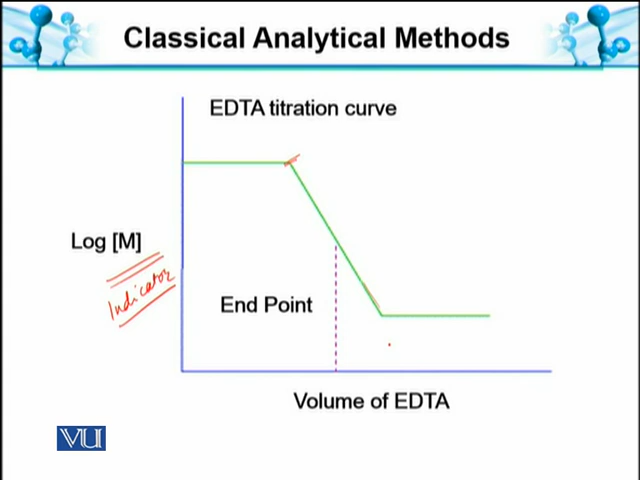 Classical Analytical Methods
EDTA titration curve
Log [M]
Indicator
End Point
Volume of EDTA
VU